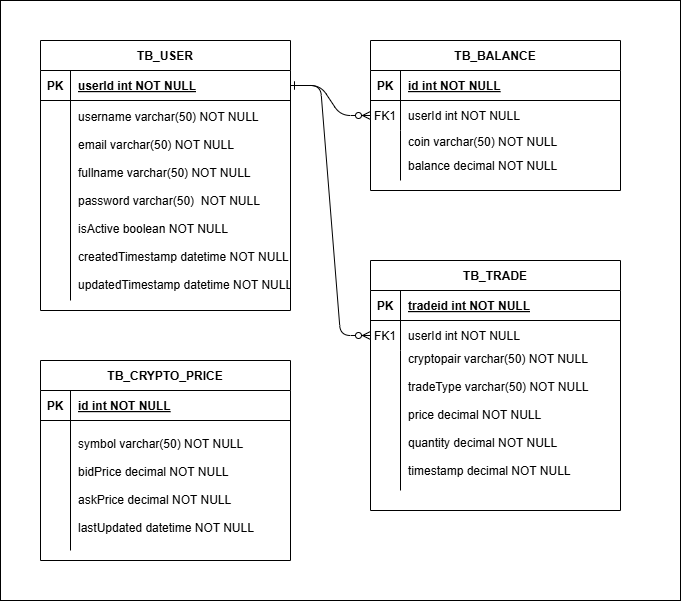 TB_USER
PK userId int NOT NULL
username varchar(50) NOT NULL
email varchar(50) NOT NULL
fullname varchar(50) NOT NULL
password varchar(50)  NOT NULL
isActive boolean NOT NULL
createdTimestamp datetime NOT NULL
updatedTimestamp datetime NOT NULL
TB_BALANCE
PK id int NOT NULL
FK1 userId int NOT NULL
coin varchar(50) NOT NULL
balance decimal NOT NULL
TB_TRADE
PK tradeid int NOT NULL
FK1 userId int NOT NULL
cryptopair varchar(50) NOT NULL
tradeType varchar(50) NOT NULL
price decimal NOT NULL
quantity decimal NOT NULL
timestamp decimal NOT NULL
TB_CRYPTO_PRICE
PK id int NOT NULL
symbol varchar(50) NOT NULL
bidPrice decimal NOT NULL
askPrice decimal NOT NULL
lastUpdated datetime NOT NULL